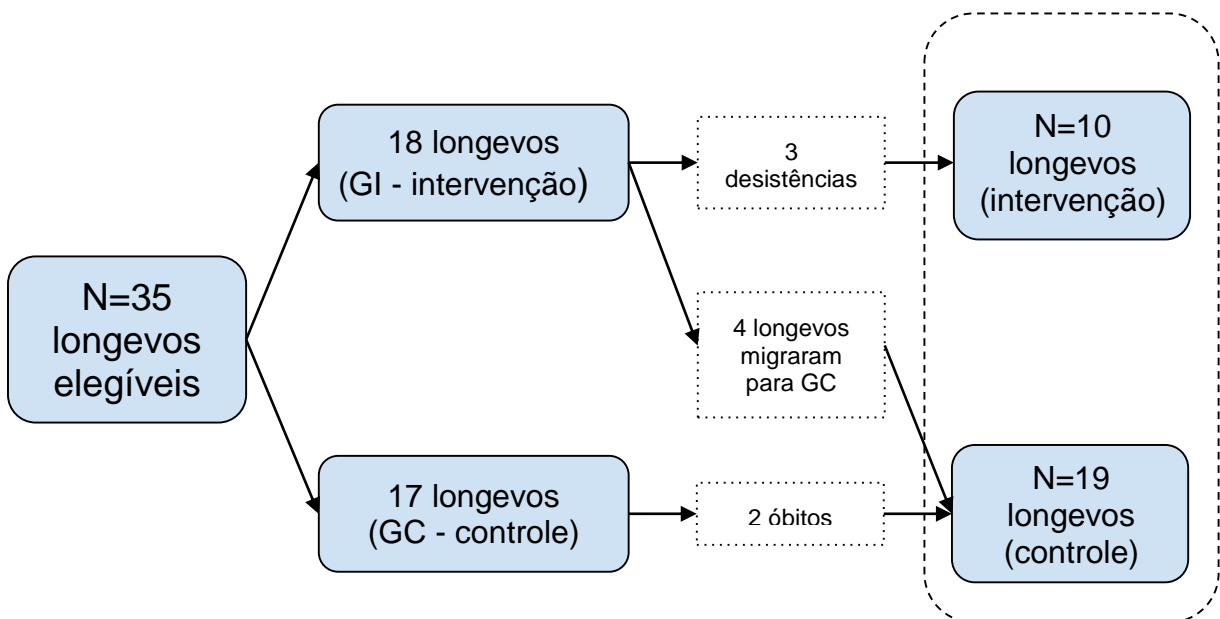 N=35
longevos
elegíveis
18 longevos
(GI - intervenção)
17 longevos
(GC - controle)
3
desistências
4 longevos
migraram
para GC
2 óbitos
N=10
longevos
(intervenção)
N=19
longevos
(controle)